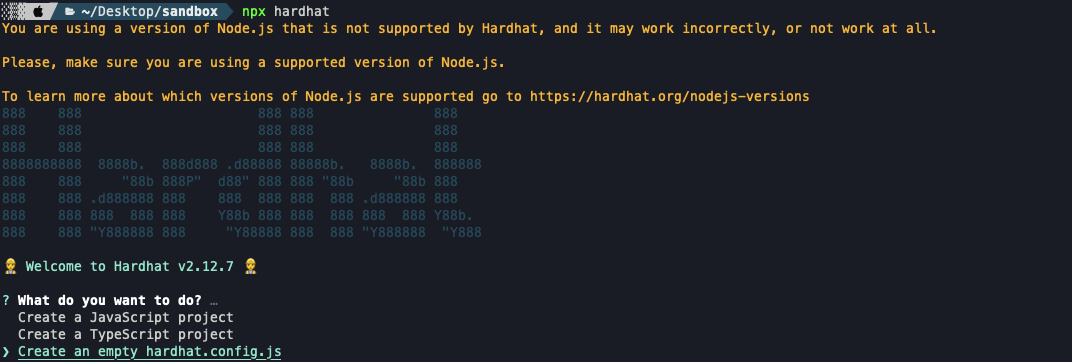 ~/Desktop/sandbox npx hardhat
You are using a version of Node.js that is not supported by Hardhat, and it may work incorrectly, or not work at all.
Please, make sure you are using a supported version of Node.js.
To learn more about which versions of Node.js are supported go to https://hardhat.org/nodejs-versions
888    888                      888 888               888
888    888                      888 888               888
888    888                      888 888               888
8888888888  8888b.  888d888 .d88888 88888b.   8888b.  888888
888    888     "88b 888P"  d88" 888 888 "88b     "88b 888
888    888 .d888888 888    888  888 888  888 .d888888 888
888    888 888  888 888    Y88b 888 888  888 888  888 Y88b.
888    888 "Y888888 888     "Y88888 888  888 "Y888888  "Y888
👷 Welcome to Hardhat v2.12.7 👷
? What do you want to do? …
Create a JavaScript project
Create a TypeScript project
❯ Create an empty hardhat.config.js